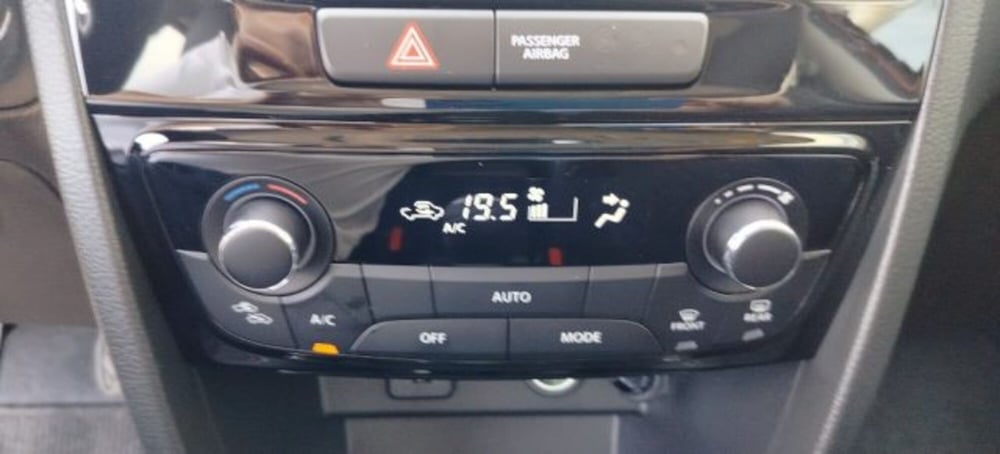 PASSENGER
AIRBAG
19.5
A/C
AUTO
A/C
OFF
MODE
FRONT
REAR